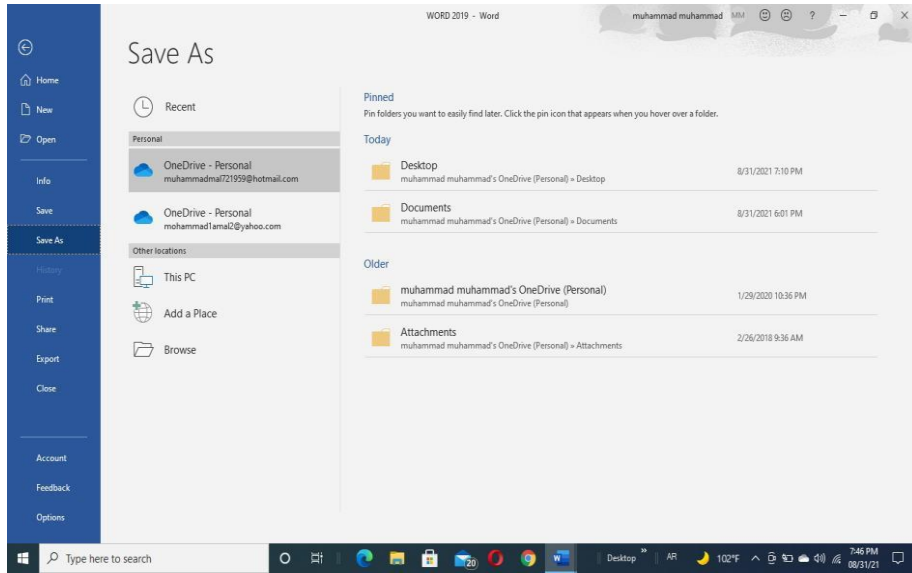 WORD 2019 - Word
muhammad muhammad MM ?
Save As
Home
New
Open
Info
Save
Save As
History
Print
Share
Export
Close
Account
Feedback
Options
Recent
Personal
OneDrive - Personal
muhammadmal721959@hotmail.com
OneDrive - Personal
mohammad1amal2@yahoo.com
Other locations
This PC
Add a Place
Browse
Pinned
Pin folders you want to easily find later. Click the pin icon that appears when you hover over a folder.
Today
Desktop
muhammad muhammad's OneDrive (Personal) » Desktop
8/31/2021 7:10 PM
Documents
muhammad muhammad's OneDrive (Personal) » Documents
8/31/2021 6:01 PM
Older
muhammad muhammad's OneDrive (Personal)
muhammad muhammad's OneDrive (Personal)
1/29/2020 10:36 PM
Attachments
muhammad muhammad's OneDrive (Personal) » Attachments
2/26/2018 9:36 AM
Type here to search
20
W
Desktop »
AR
102°F
7:46 PM
08/31/21